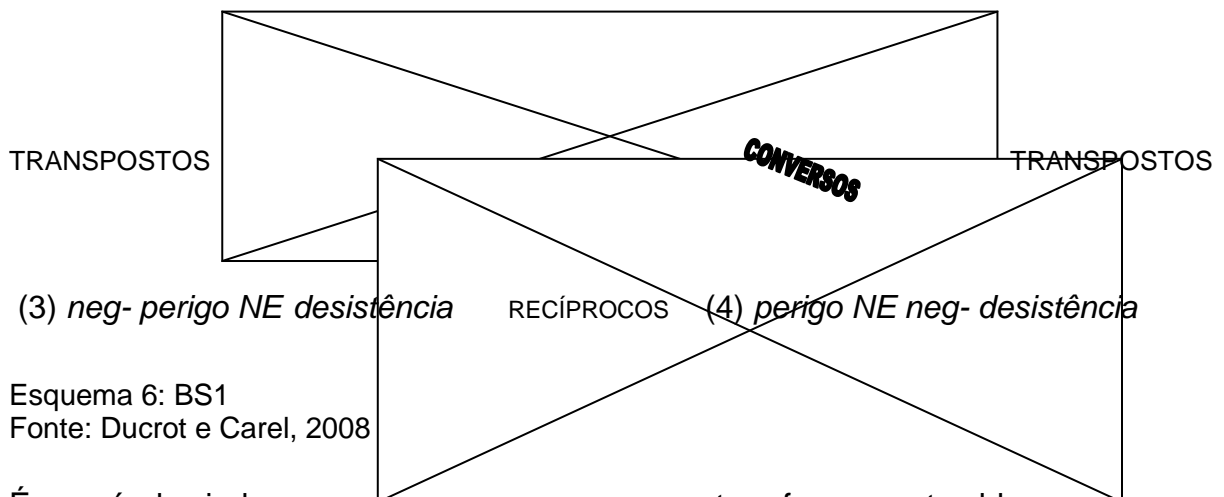 CONVERSOS
TRANSPOSTOS TRANSPOSTOS
(3) neg- perigo NE desistência RECÍPROCOS (4) perigo NE neg- desistência
Esquema 6: BS1
Fonte: Ducrot e Carel, 2008